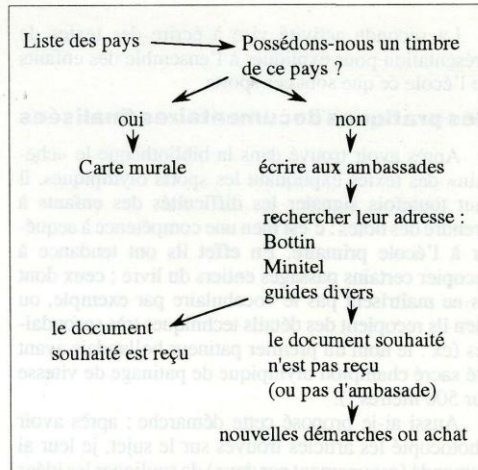 Liste des pays
Possédons-nous un timbre
de ce pays ?
oui
non
Carte murale
écrire aux ambassades
rechercher leur adresse :
Bottin
Minitel
guides divers
le document
souhaité est reçu
le document souhaité
n'est pas reçu
(ou pas d'ambasade)
nouvelles démarches ou achat